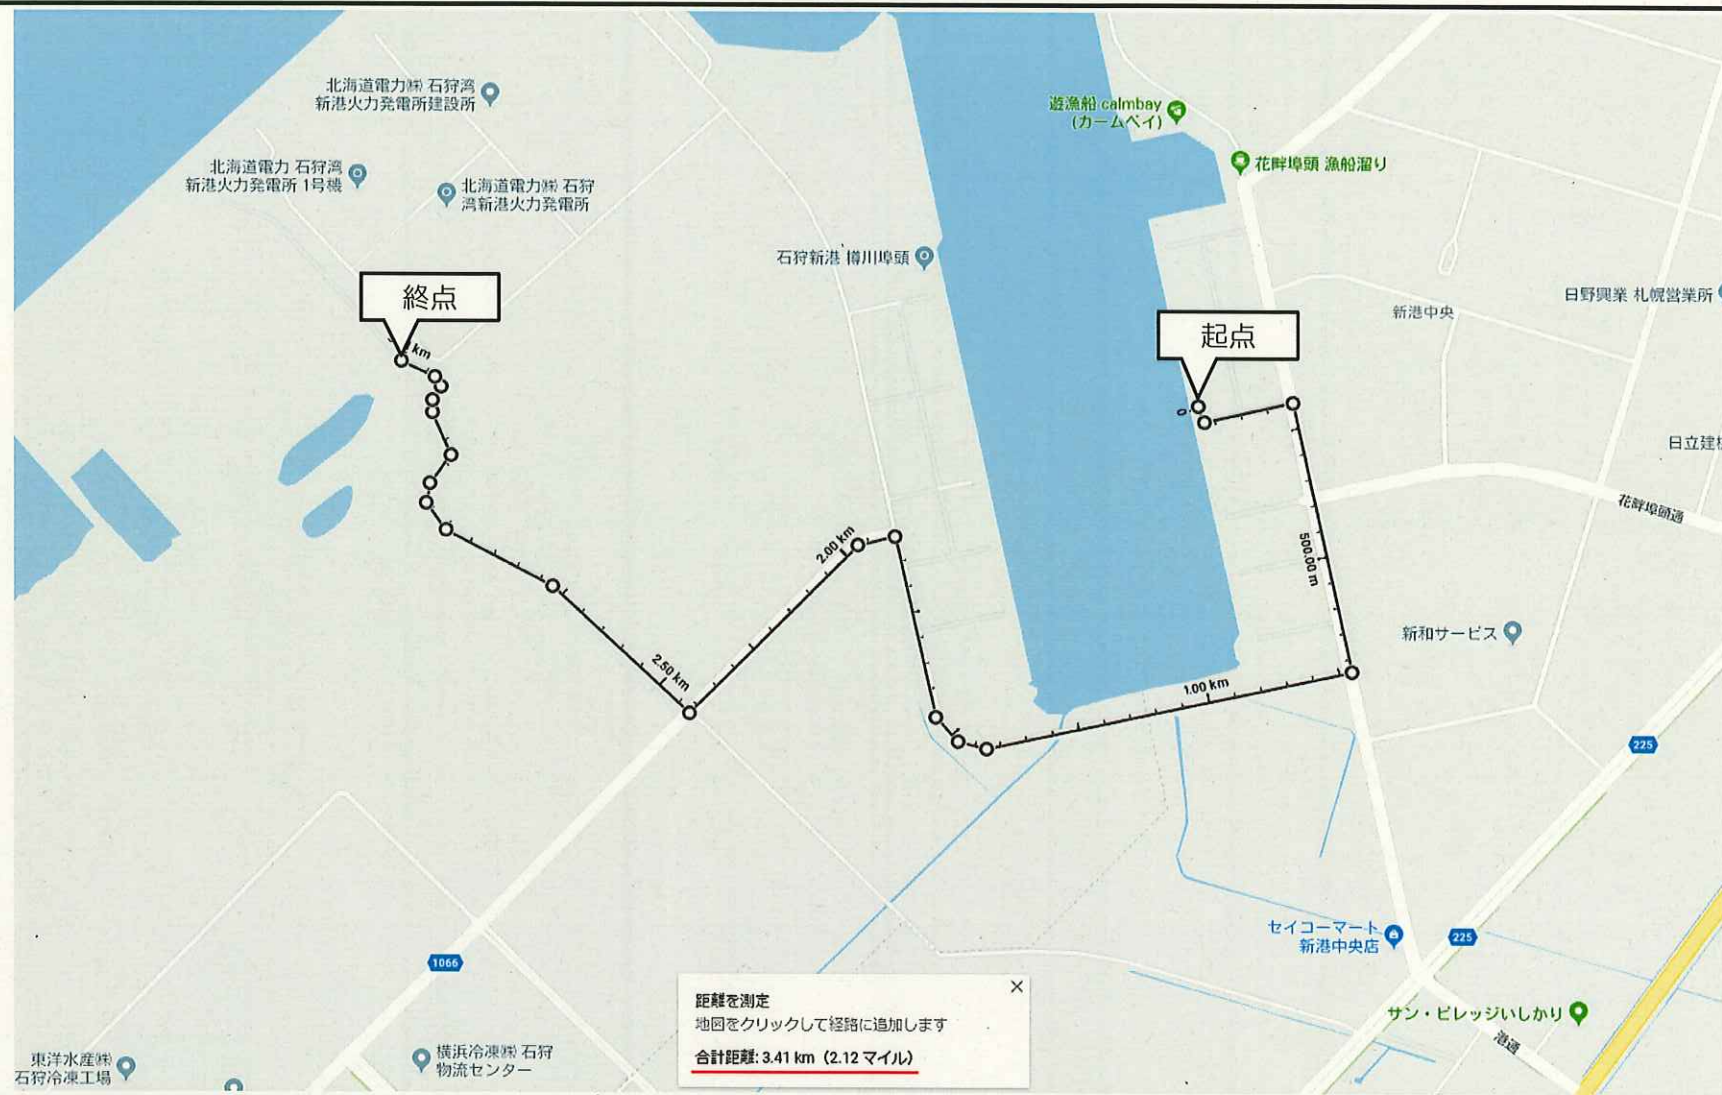 北海道電力㈱ 石狩湾
新港火力発電所建設所
遊漁船 calmbay
(カームベイ)
花畔埠頭 漁船溜り
北海道電力 石狩湾
新港火力発電所 1号機
北海道電力㈱ 石狩
湾新港火力発電所
石狩新港 樽川埠頭
終点
日野興業 札幌営業所
新港中央
起点
km
0
日立建機
花畔埠頭通
500.00 m
2.00 km
新和サービス
2.50 km
1.00 km
225
セイコーマート
新港中央店
225
1066
距離を測定
地図をクリックして経路に追加します
合計距離: 3.41 km (2.12 マイル)
サン・ビレッジいしかり
港通
東洋水産㈱
石狩冷凍工場
横浜冷凍㈱ 石狩
物流センター